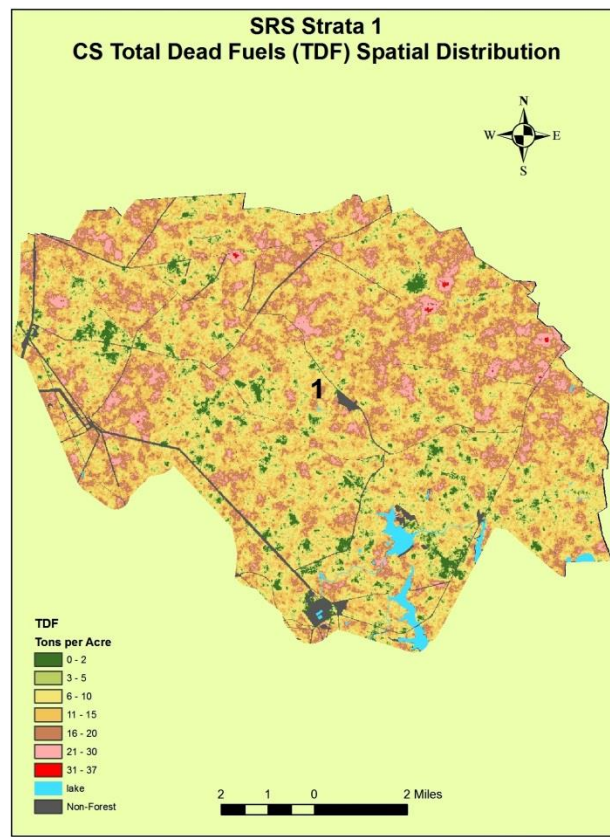 SRS Strata 1
CS Total Dead Fuels (TDF) Spatial Distribution
N
W
E
S
1
TDF
Tons per Acre
0 - 2
3 - 5
6 - 10
11 - 15
16 - 20
21 - 30
31 - 37
lake
Non-Forest
2 1 0 2 Miles